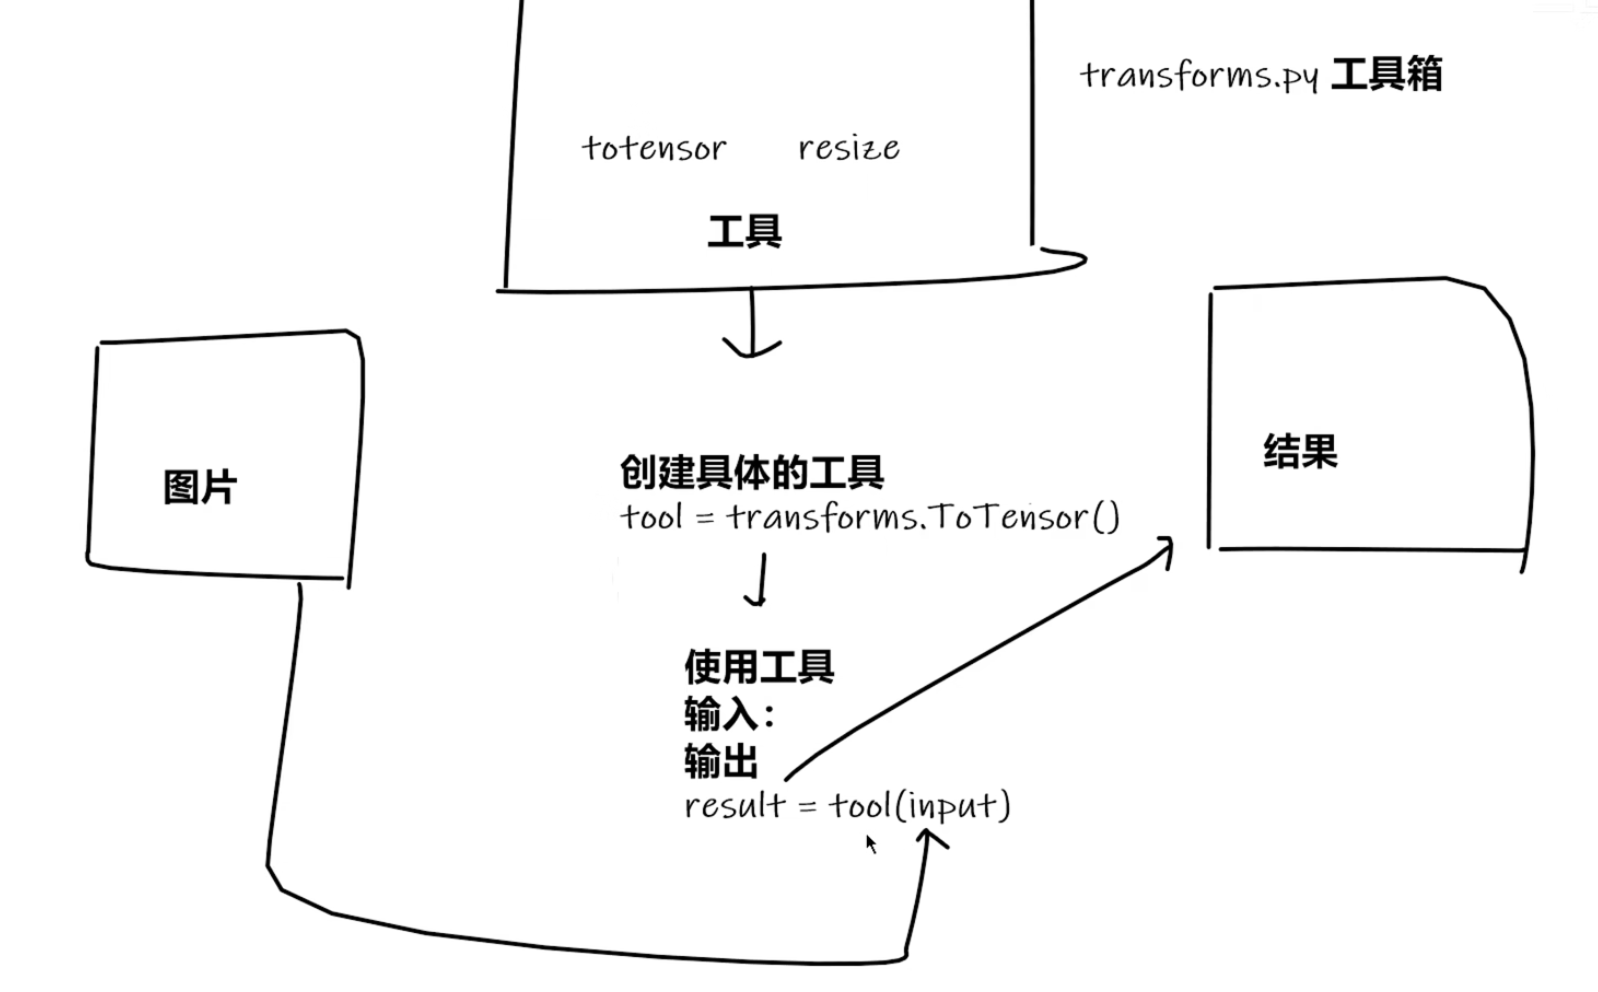 transforms.py 工具箱
totensor resize
工具
图片
创建具体的工具
tool = transforms.ToTensor()
结果
使用工具
输入：
输出
result = tool(input)